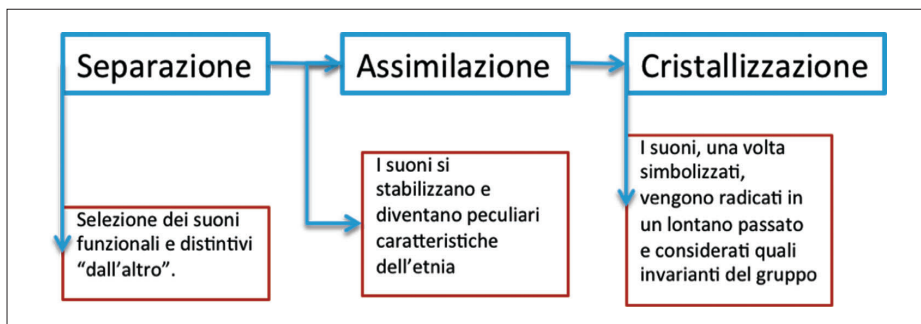 Separazione
Assimilazione
Cristallizzazione
Selezione dei suoni
funzionali e distintivi
“dall’altro”.
I suoni si
stabilizzano e
diventano peculiari
caratteristiche
dell’etnia
I suoni, una volta
simbolizzati,
vengono radicati in
un lontano passato
e considerati quali
invarianti del gruppo